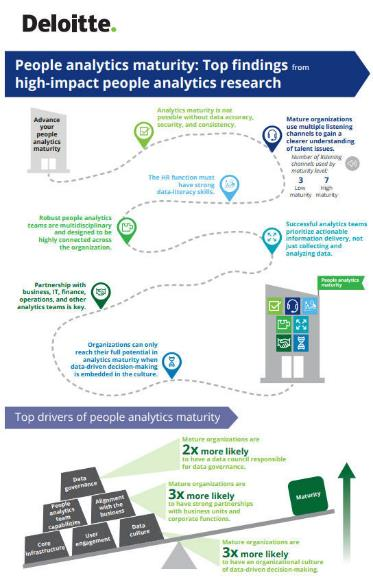 Deloitte.
People analytics maturity: Top findings from
high-impact people analytics research
Advance
your
people
analytics
maturity
Analytics maturity is not
possible without data accuracy,
security, and consistency.
Mature organizations
use multiple listening
channels to gain a
clearer understanding
of talent issues.
Number of listening
channels used by
maturity level:
3 7
Low High
maturity maturity
The HR function must
have strong
data-literacy skills.
Robust people analytics
teams are multidisciplinary
and designed to be
highly connected across
the organization.
Successful analytics teams
prioritize actionable
information delivery, not
just collecting and
analyzing data.
Partnership with
business, IT, finance,
operations, and other
analytics teams is key.
People analytics
maturity
Organizations can only
reach their full potential in
analytics maturity when
data-driven decision-making
is embedded in the culture.
Top drivers of people analytics maturity
Mature organizations are
2x more likely
to have a data council responsible
for data governance.
Data
governance
Mature organizations are
3x more likely
to have strong partnerships
with business units and
corporate functions.
People
analytics
team
capabilities
Alignment
with the
business
Maturity
Core
infrastructure
User
engagement
Data
culture
Mature organizations are
3x more likely
to have an organizational culture
of data-driven decision-making.